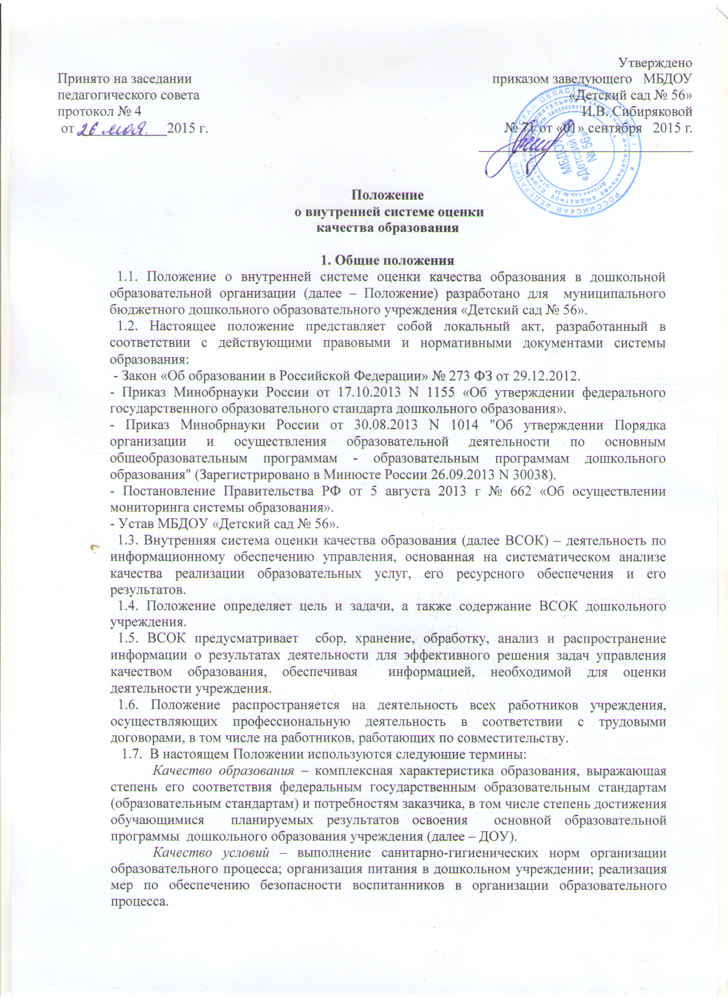 Принято на заседании
педагогического совета
протокол № 4
от 26 мая. 2015 г.
Утверждено
приказом заведующего МБДОУ
«Детский сад № 56»
И.В. Сибиряковой
№ 71 от «01» сентября 2015 г.
МБДОУ
«Детский сад
№ 56»
Положение
о внутренней системе оценки
качества образования
1. Общие положения
1.1. Положение о внутренней системе оценки качества образования в дошкольной
образовательной организации (далее – Положение) разработано для муниципального
бюджетного дошкольного образовательного учреждения «Детский сад № 56».
1.2. Настоящее положение представляет собой локальный акт, разработанный в
соответствии с действующими правовыми и нормативными документами системы
образования:
- Закон «Об образовании в Российской Федерации» № 273 ФЗ от 29.12.2012.
- Приказ Минобрнауки России от 17.10.2013 N 1155 «Об утверждении федерального
государственного образовательного стандарта дошкольного образования».
- Приказ Минобрнауки России от 30.08.2013 N 1014 "Об утверждении Порядка
организации и осуществления образовательной деятельности по основным
общеобразовательным программам - образовательным программам дошкольного
образования" (Зарегистрировано в Минюсте России 26.09.2013 N 30038).
- Постановление Правительства РФ от 5 августа 2013 г № 662 «Об осуществлении
мониторинга системы образования».
- Устав МБДОУ «Детский сад № 56».
1.3. Внутренняя система оценки качества образования (далее ВСОК) – деятельность по
информационному обеспечению управления, основанная на систематическом анализе
качества реализации образовательных услуг, его ресурсного обеспечения и его
результатов.
1.4. Положение определяет цель и задачи, а также содержание ВСОК дошкольного
учреждения.
1.5. ВСОК предусматривает сбор, хранение, обработку, анализ и распространение
информации о результатах деятельности для эффективного решения задач управления
качеством образования, обеспечивая информацией, необходимой для оценки
деятельности учреждения.
1.6. Положение распространяется на деятельность всех работников учреждения,
осуществляющих профессиональную деятельность в соответствии с трудовыми
договорами, в том числе на работников, работающих по совместительству.
1.7. В настоящем Положении используются следующие термины:
Качество образования – комплексная характеристика образования, выражающая
степень его соответствия федеральным государственным образовательным стандартам
(образовательным стандартам) и потребностям заказчика, в том числе степень достижения
обучающимися планируемых результатов освоения основной образовательной
программы дошкольного образования учреждения (далее – ДОУ).
Качество условий – выполнение санитарно-гигиенических норм организации
образовательного процесса; организация питания в дошкольном учреждении; реализация
мер по обеспечению безопасности воспитанников в организации образовательного
процесса.